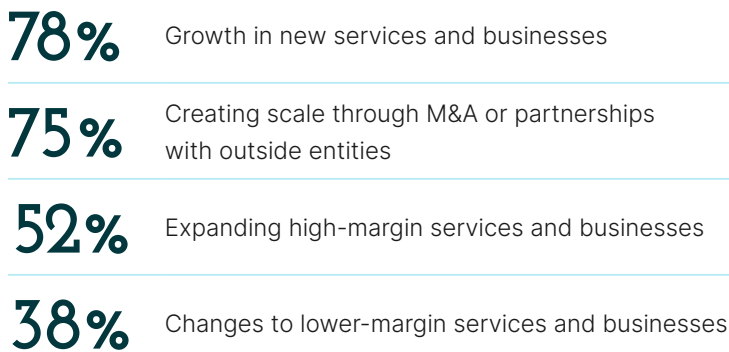 78% Growth in new services and businesses
75% Creating scale through M&A or partnerships
with outside entities
52% Expanding high-margin services and businesses
38% Changes to lower-margin services and businesses